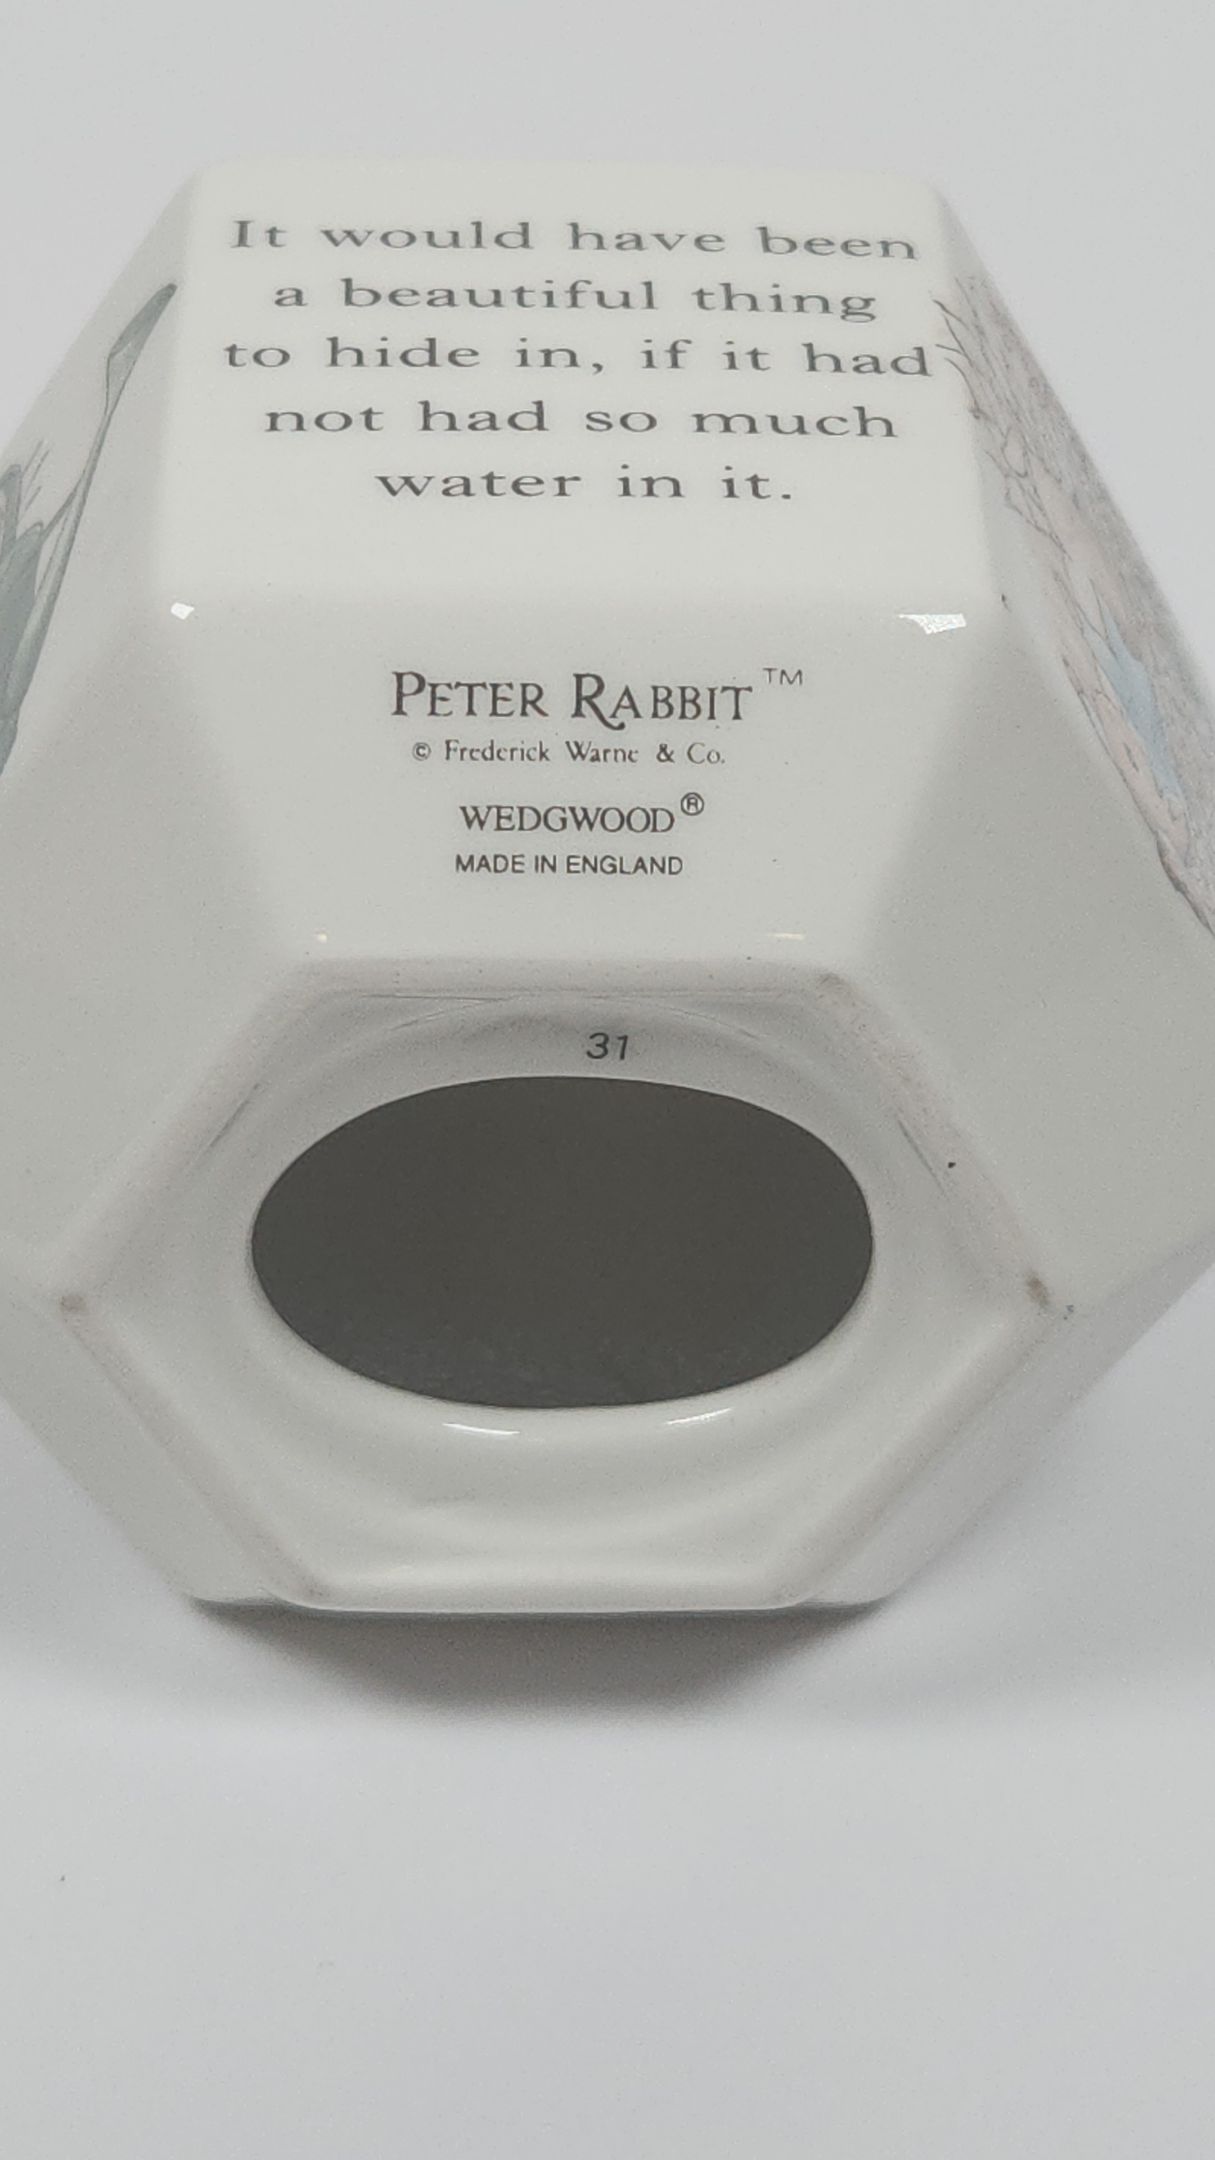 It would have been
a beautiful thing
to hide in, if it had
not had so much
water in it.
PETER RABBIT™
© Frederick Warne & Co.
WEDGWOOD®
MADE IN ENGLAND
31